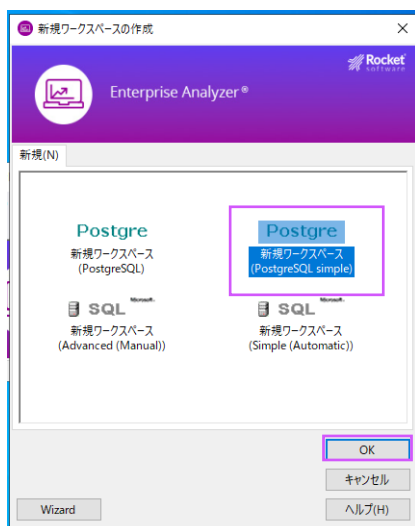 新規ワークスペースの作成
Rocket
software
Enterprise Analyzer®
新規(N)
Postgre
新規ワークスペース
(PostgreSQL)
Postgre
新規ワークスペース
(PostgreSQL simple)
Microsoft
SQL
新規ワークスペース
(Advanced (Manual))
Microsoft
SQL
新規ワークスペース
(Simple (Automatic))
OK
キャンセル
Wizard
ヘルプ(H)